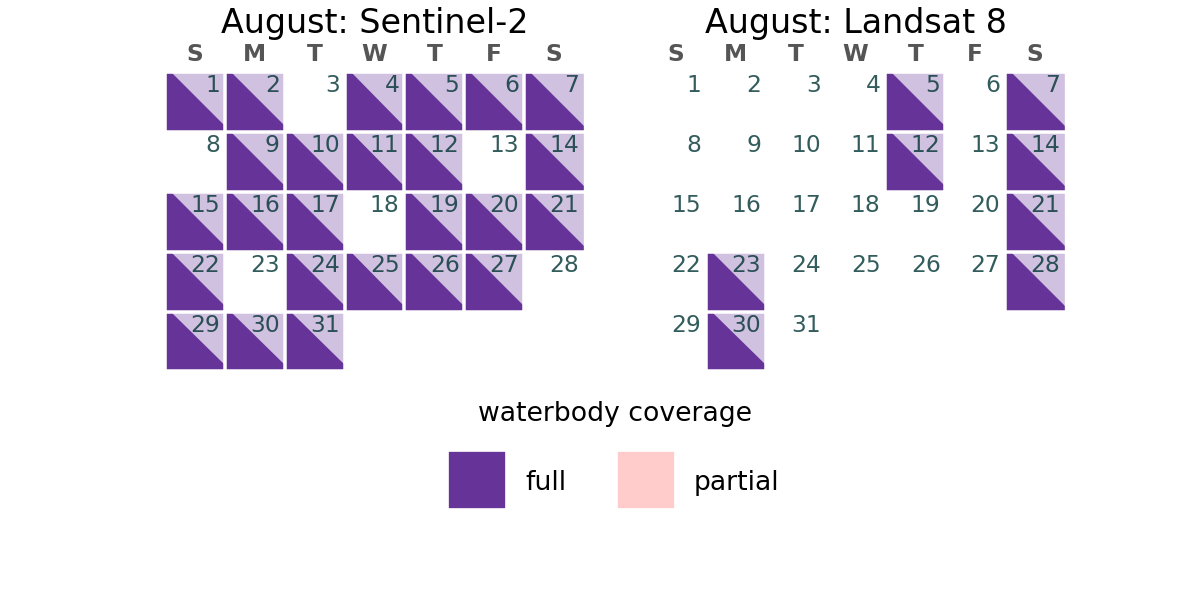 August: Sentinel-2
S M T W T F S
1 2 3 4 5 6 7
8 9 10 11 12 13 14
15 16 17 18 19 20 21
22 23 24 25 26 27 28
29 30 31
August: Landsat 8
S M T W T F S
1 2 3 4 5 6 7
8 9 10 11 12 13 14
15 16 17 18 19 20 21
22 23 24 25 26 27 28
29 30 31
waterbody coverage
full partial